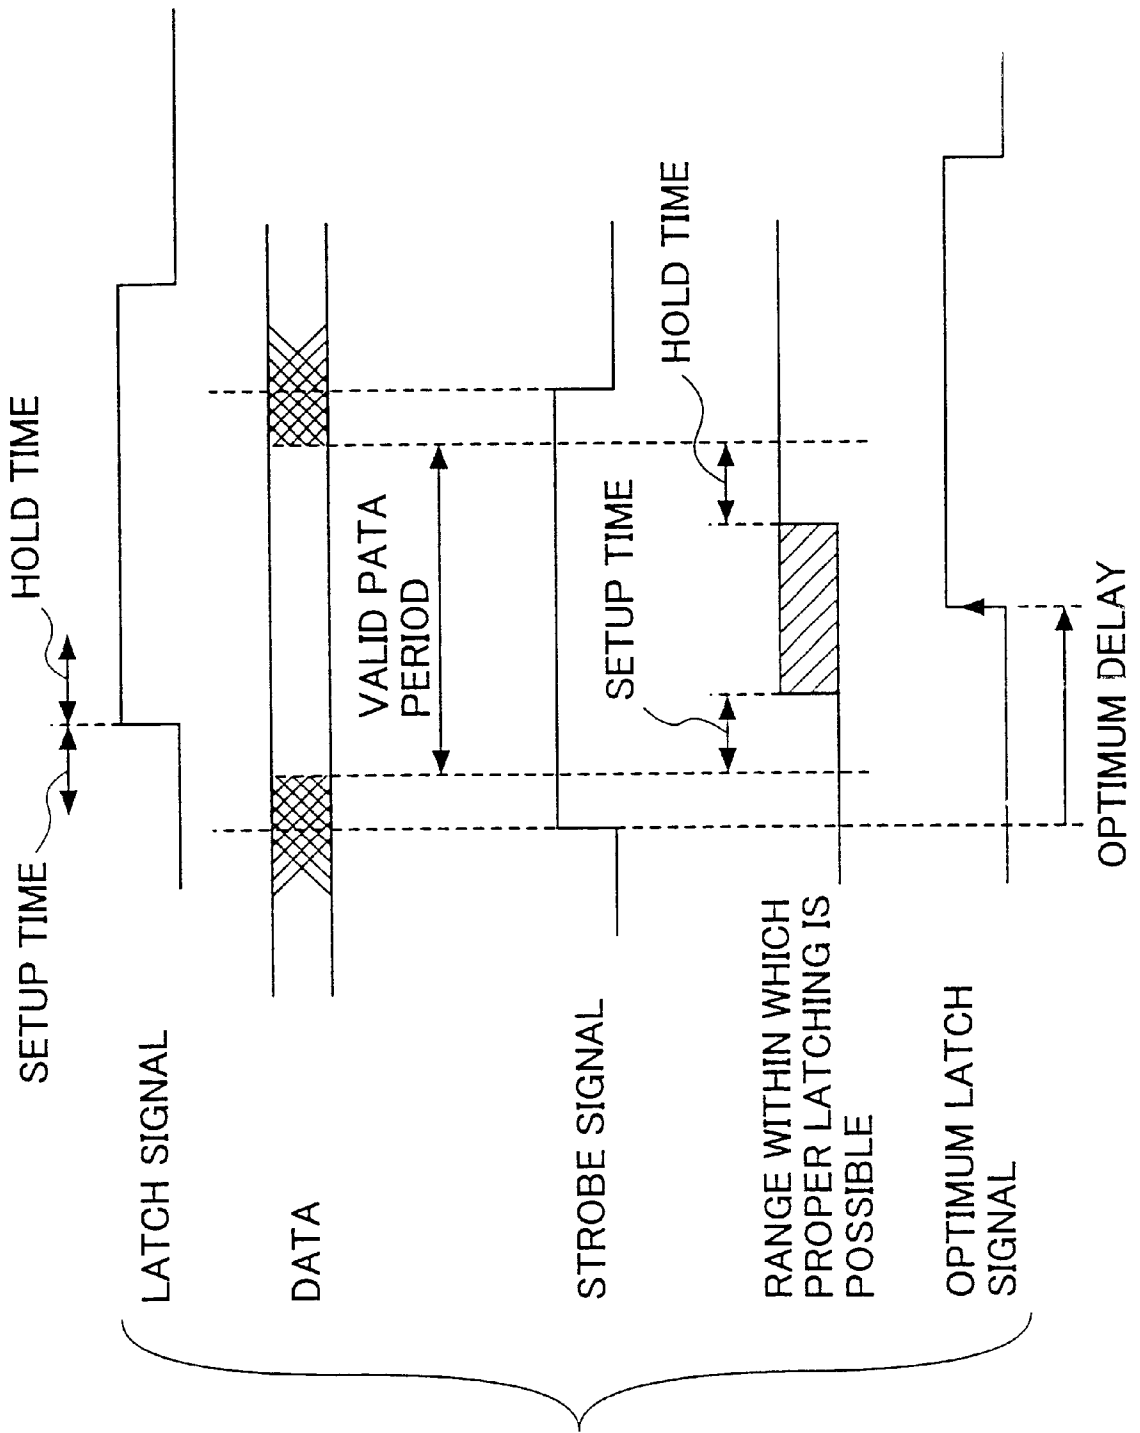 SETUP TIME
HOLD TIME
LATCH SIGNAL
DATA
VALID PATA
PERIOD
STROBE SIGNAL
SETUP TIME
HOLD TIME
RANGE WITHIN WHICH
PROPER LATCHING IS
POSSIBLE
OPTIMUM LATCH
SIGNAL
OPTIMUM DELAY